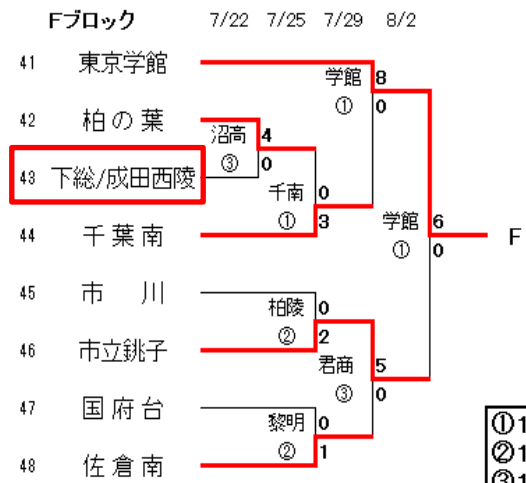 Fブロック 7/22 7/25 7/29 8/2
41 東京学館
学館 8
① 0
42 柏の葉
沼高 4
③ 0
43 下総/成田西陵
千南 0
① 3
44 千葉南
学館 6
① 0
F
45 市 川
柏陵 0
② 2
46 市立銚子
君商 5
③ 0
47 国府台
黎明 0
② 1
48 佐倉南
①1
②1
③1